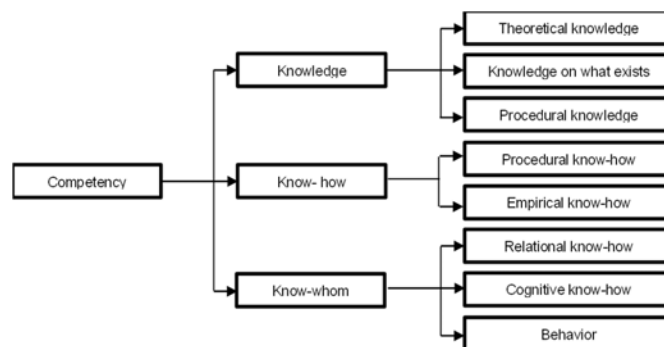 Theoretical knowledge
Knowledge
Knowledge on what exists
Procedural knowledge
Competency
Know- how
Procedural know-how
Empirical know-how
Know-whom
Relational know-how
Cognitive know-how
Behavior